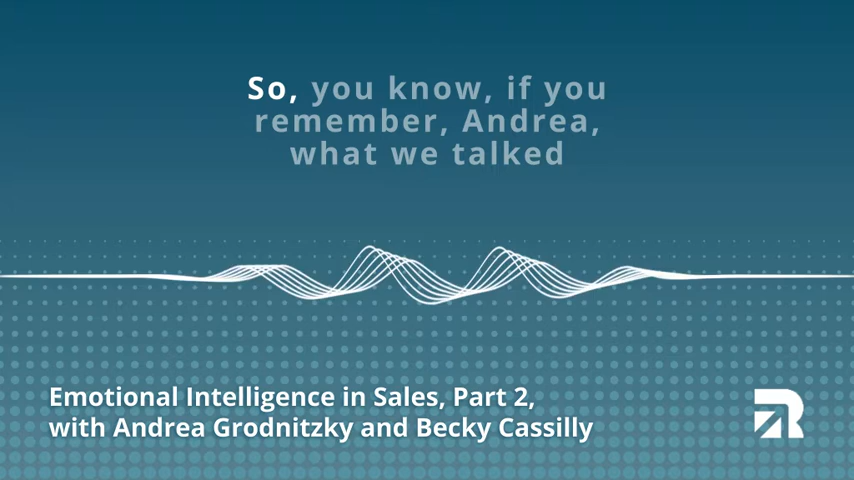 So, you know, if you
remember, Andrea,
what we talked
Emotional Intelligence in Sales, Part 2,
with Andrea Grodnitzky and Becky Cassilly